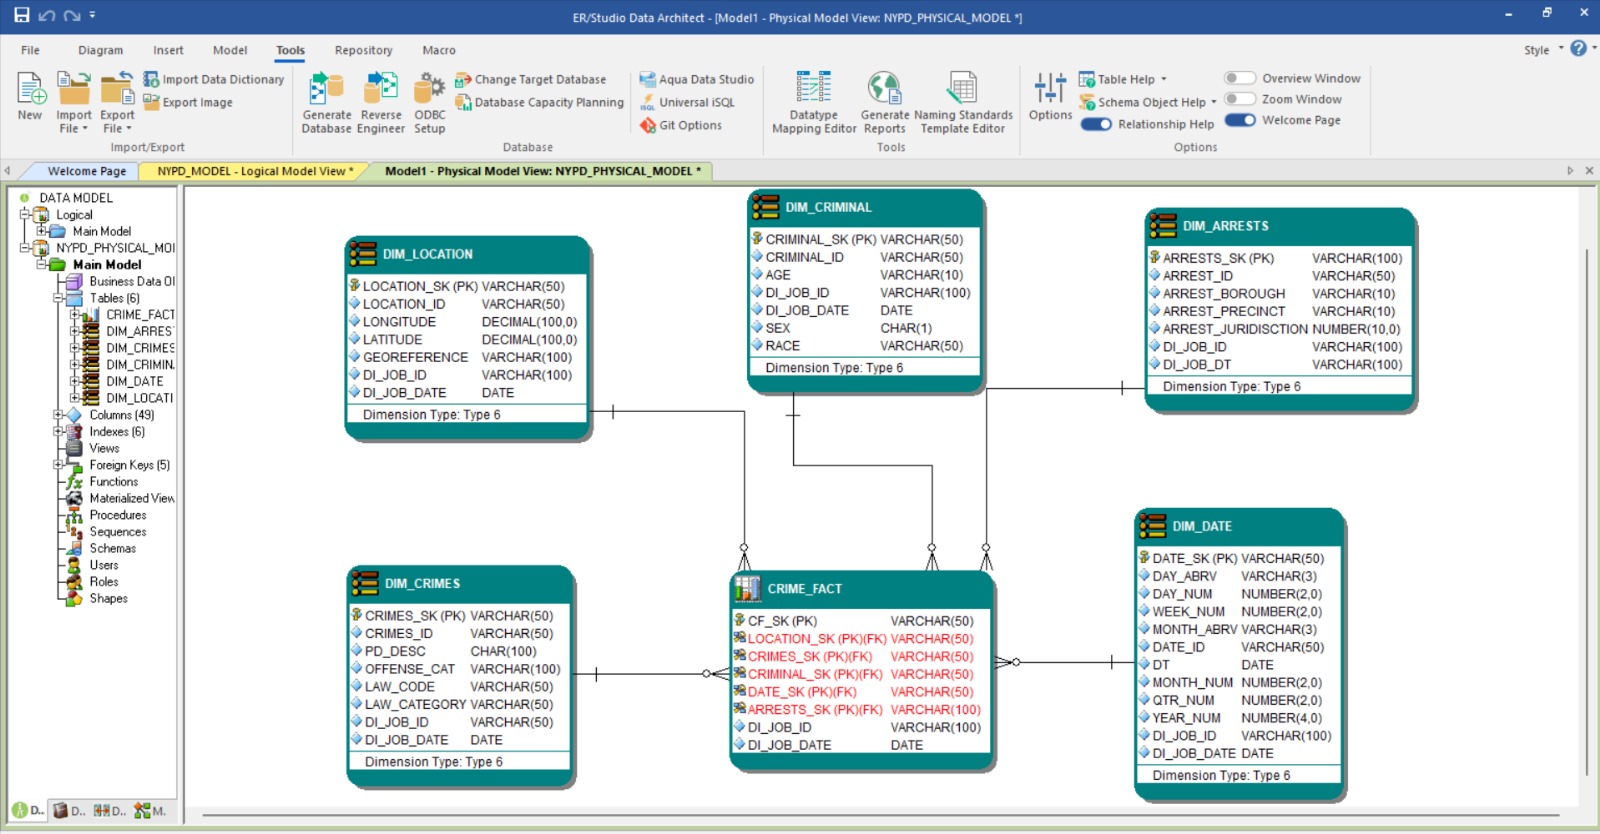 ER/Studio Data Architect - [Model1 - Physical Model View: NYPD_PHYSICAL_MODEL *]
File Diagram Insert Model Tools Repository Macro Style
New
Import File
Export File
Import Data Dictionary
Export Image
Import/Export
Generate Database
Reverse Engineer
ODBC Setup
Change Target Database
Database Capacity Planning
Aqua Data Studio
Universal iSQL
Git Options
Database
Datatype Mapping Editor
Generate Reports
Naming Standards Template Editor
Tools
Options
Table Help
Schema Object Help
Relationship Help
Overview Window
Zoom Window
Welcome Page
Options
Welcome Page
NYPD_MODEL - Logical Model View *
Model1 - Physical Model View: NYPD_PHYSICAL_MODEL *
DATA MODEL
Logical
Main Model
NYPD_PHYSICAL_MOI
Main Model
Business Data Ol
Tables (6)
CRIME_FACT
DIM_ARRES
DIM_CRIMES
DIM_CRIMIN
DIM_DATE
DIM_LOCATI
Columns (49)
Indexes (6)
Views
Foreign Keys (5)
Functions
Materialized View
Procedures
Sequences
Schemas
Users
Roles
Shapes
D.. D.. D.. M.
DIM_LOCATION
LOCATION_SK (PK) VARCHAR(50)
LOCATION_ID VARCHAR(50)
LONGITUDE DECIMAL(100,0)
LATITUDE DECIMAL(100,0)
GEOREFERENCE VARCHAR(100)
DI_JOB_ID VARCHAR(100)
DI_JOB_DATE DATE
Dimension Type: Type 6
DIM_CRIMINAL
CRIMINAL_SK (PK) VARCHAR(50)
CRIMINAL_ID VARCHAR(50)
AGE VARCHAR(10)
DI_JOB_ID VARCHAR(100)
DI_JOB_DATE DATE
SEX CHAR(1)
RACE VARCHAR(50)
Dimension Type: Type 6
DIM_ARRESTS
ARRESTS_SK (PK) VARCHAR(100)
ARREST_ID VARCHAR(50)
ARREST_BOROUGH VARCHAR(10)
ARREST_PRECINCT VARCHAR(10)
ARREST_JURIDISCTION NUMBER(10,0)
DI_JOB_ID VARCHAR(100)
DI_JOB_DT VARCHAR(100)
Dimension Type: Type 6
DIM_CRIMES
CRIMES_SK (PK) VARCHAR(50)
CRIMES_ID VARCHAR(50)
PD_DESC CHAR(100)
OFFENSE_CAT VARCHAR(100)
LAW_CODE VARCHAR(50)
LAW_CATEGORY VARCHAR(50)
DI_JOB_ID VARCHAR(50)
DI_JOB_DATE DATE
Dimension Type: Type 6
CRIME_FACT
CF_SK (PK) VARCHAR(50)
LOCATION_SK (PK)(FK) VARCHAR(50)
CRIMES_SK (PK)(FK) VARCHAR(50)
CRIMINAL_SK (PK)(FK) VARCHAR(50)
DATE_SK (PK)(FK) VARCHAR(50)
ARRESTS_SK (PK)(FK) VARCHAR(100)
DI_JOB_ID VARCHAR(100)
DI_JOB_DATE DATE
DIM_DATE
DATE_SK (PK) VARCHAR(50)
DAY_ABRV VARCHAR(3)
DAY_NUM NUMBER(2,0)
WEEK_NUM NUMBER(2,0)
MONTH_ABRV VARCHAR(3)
DATE_ID VARCHAR(50)
DT DATE
MONTH_NUM NUMBER(2,0)
QTR_NUM NUMBER(2,0)
YEAR_NUM NUMBER(4,0)
DI_JOB_ID VARCHAR(100)
DI_JOB_DATE DATE
Dimension Type: Type 6